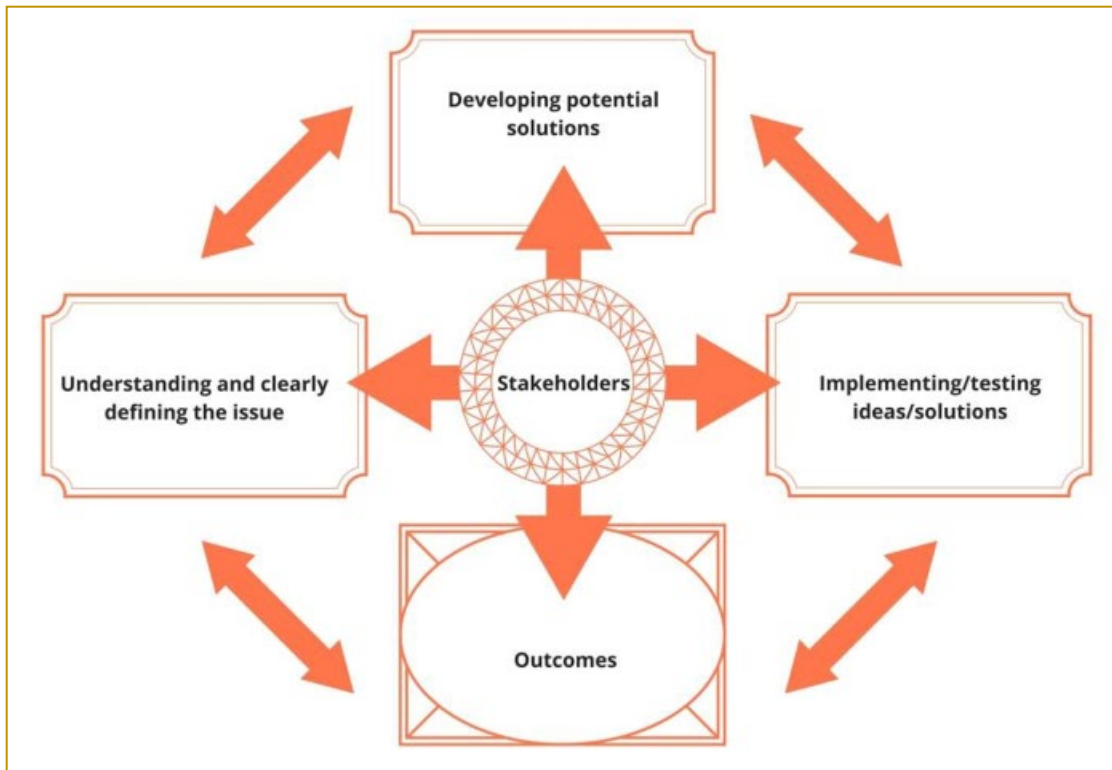 Developing potential
solutions
Understanding and clearly
defining the issue
Stakeholders
Implementing/testing
ideas/solutions
Outcomes